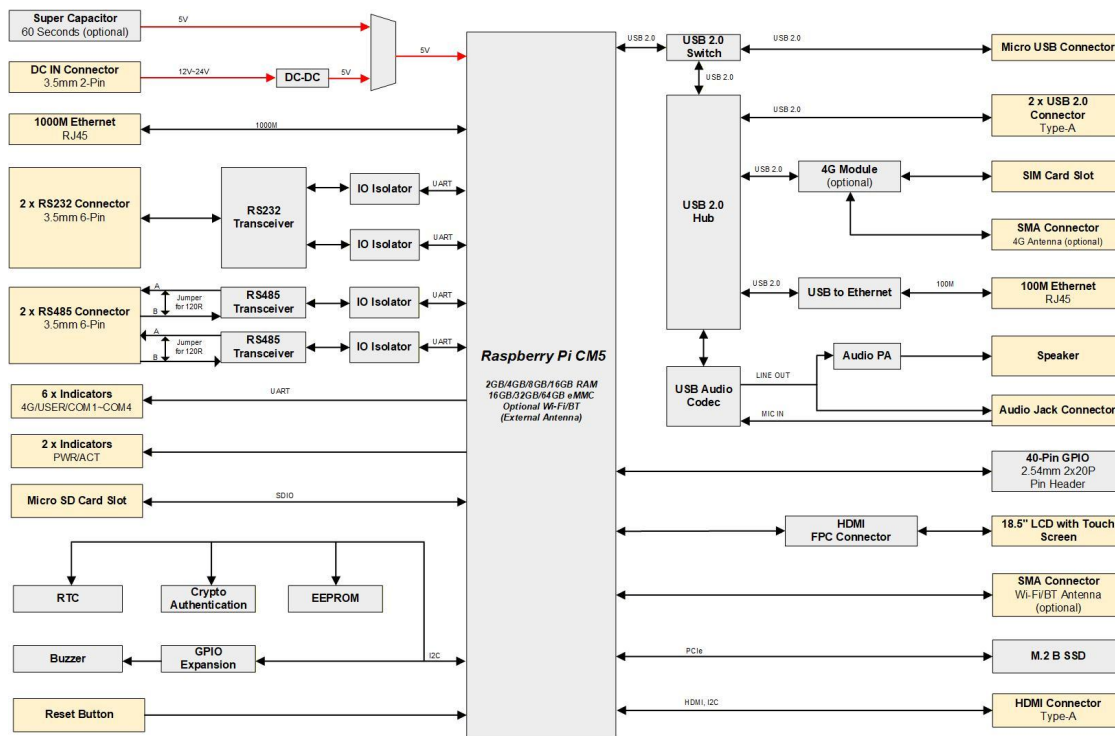 Super Capacitor
60 Seconds (optional)
5V
DC IN Connector
3.5mm 2-Pin
12V~24V
DC-DC
5V
5V
1000M Ethernet
RJ45
1000M
2 x RS232 Connector
3.5mm 6-Pin
RS232
Transceiver
IO Isolator
UART
IO Isolator
UART
2 x RS485 Connector
3.5mm 6-Pin
A
B
Jumper
for 120R
RS485
Transceiver
IO Isolator
UART
A
B
Jumper
for 120R
RS485
Transceiver
IO Isolator
UART
6 x Indicators
4G/USER/COM1~COM4
UART
2 x Indicators
PWR/ACT
Micro SD Card Slot
SDIO
RTC
Crypto
Authentication
EEPROM
Buzzer
GPIO
Expansion
I2C
Reset Button
Raspberry Pi CM5
2GB/4GB/8GB/16GB RAM
16GB/32GB/64GB eMMC
Optional Wi-Fi/BT
(External Antenna)
USB 2.0
USB 2.0
Switch
USB 2.0
Micro USB Connector
USB 2.0
USB 2.0
Hub
USB 2.0
2 x USB 2.0
Connector
Type-A
USB 2.0
4G Module
(optional)
SIM Card Slot
SMA Connector
4G Antenna (optional)
USB 2.0
USB to Ethernet
100M
100M Ethernet
RJ45
USB Audio
Codec
LINE OUT
Audio PA
Speaker
MIC IN
Audio Jack Connector
40-Pin GPIO
2.54mm 2x20P
Pin Header
HDMI
FPC Connector
18.5" LCD with Touch
Screen
SMA Connector
Wi-Fi/BT Antenna
(optional)
PCIe
M.2 B SSD
HDMI, I2C
HDMI Connector
Type-A